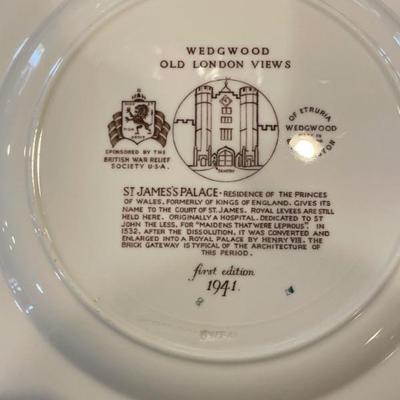 WEDGWOOD
OLD LONDON VIEWS
SPONSORED BY THE
BRITISH WAR RELIEF
SOCIETY U·S·A·
OF ETRURIA
WEDGWOOD
MADE IN
ST JAMES'S PALACE · RESIDENCE OF THE PRINCES
OF WALES, FORMERLY OF KINGS OF ENGLAND. GIVES ITS
NAME TO THE COURT OF ST. JAMES. ROYAL LEVEES ARE STILL
HELD HERE. ORIGINALLY A HOSPITAL, DEDICATED TO ST
JOHN THE LESS, FOR "MAIDENS THAT WERE LEPROUS". IN
1532, AFTER THE DISSOLUTION, IT WAS CONVERTED AND
ENLARGED INTO A ROYAL PALACE BY HENRY VIII. THE
BRICK GATEWAY IS TYPICAL OF THE ARCHITECTURE OF
THIS PERIOD.
first edition
1941.